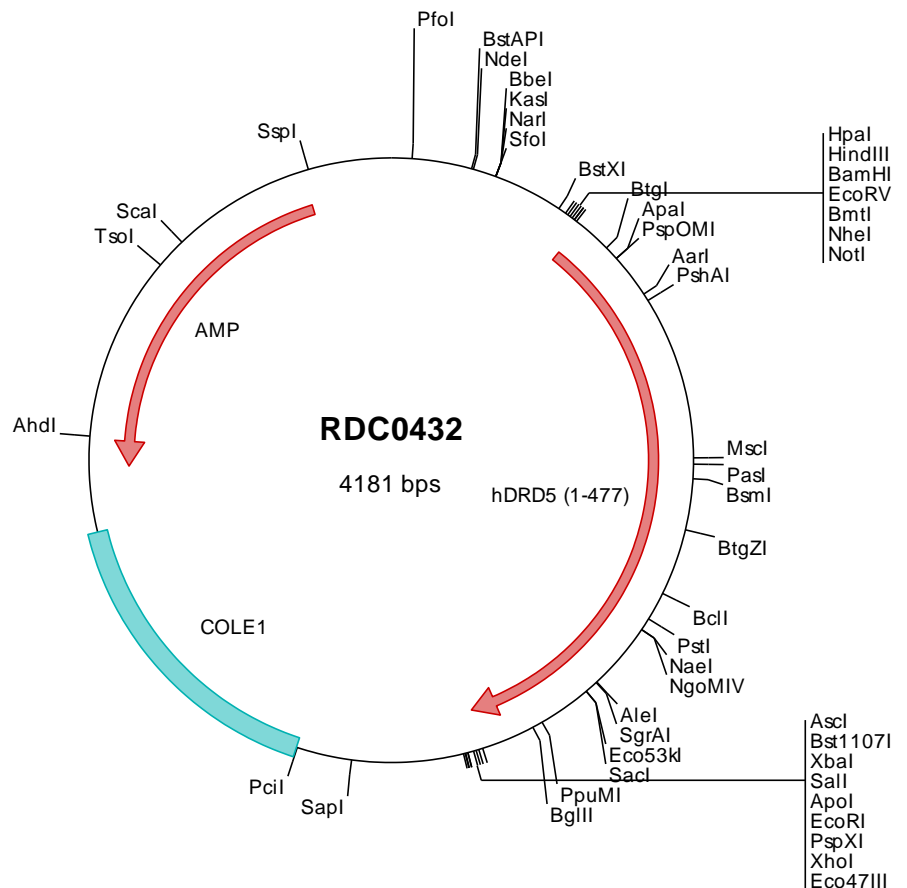 PfoI
BstAPI
NdeI
BbeI
KasI
NarI
SfoI
SspI
BstXI
HpaI
HindIII
BamHI
EcoRV
BmtI
NheI
NotI
BtgI
ApaI
PspOMI
ScaI
TsoI
AarI
PshAI
AMP
AhdI
RDC0432
4181 bps
hDRD5 (1-477)
MscI
PasI
BsmI
BtgZI
COLE1
BclI
PstI
NaeI
NgoMIV
AleI
SgrAI
Eco53kI
SacI
PpuMI
BglII
PciI
SapI
AscI
Bst1107I
XbaI
SalI
ApoI
EcoRI
PspXI
XhoI
Eco47III